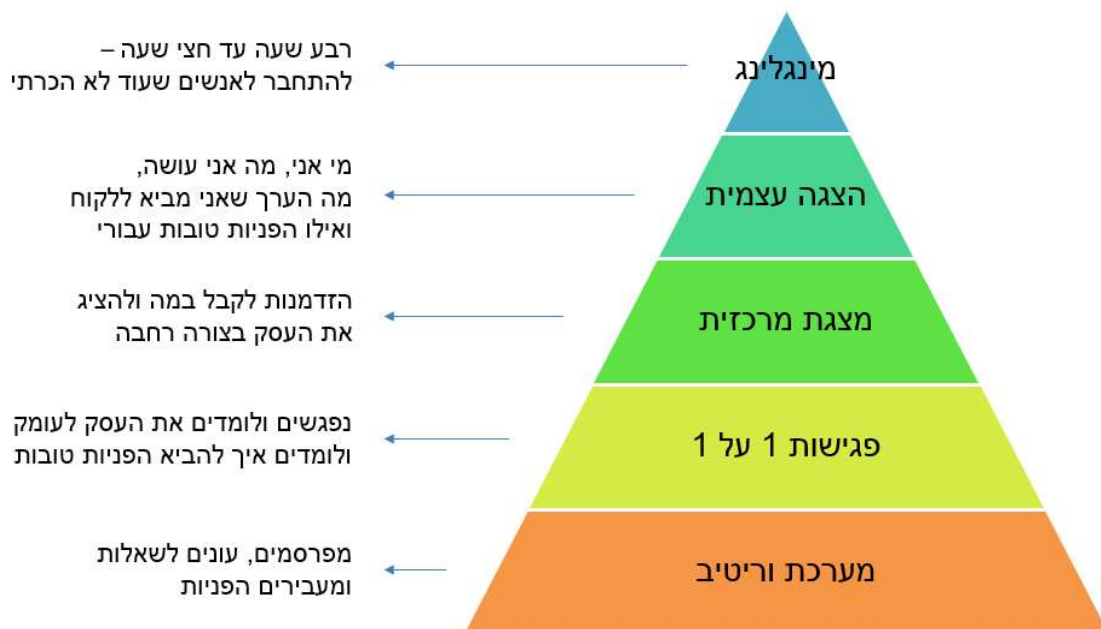 מינגלינג
רבע שעה עד חצי שעה –
להתחבר לאנשים שעוד לא הכרתי
הצגה עצמית
מי אני, מה אני עושה,
מה הערך שאני מביא ללקוח
ואילו הפניות טובות עבורי
מצגת מרכזית
הזדמנות לקבל במה ולהציג
את העסק בצורה רחבה
פגישות 1 על 1
נפגשים ולומדים את העסק לעומק
ולומדים איך להביא הפניות טובות
מערכת וריטיב
מפרסמים, עונים לשאלות
ומעבירים הפניות